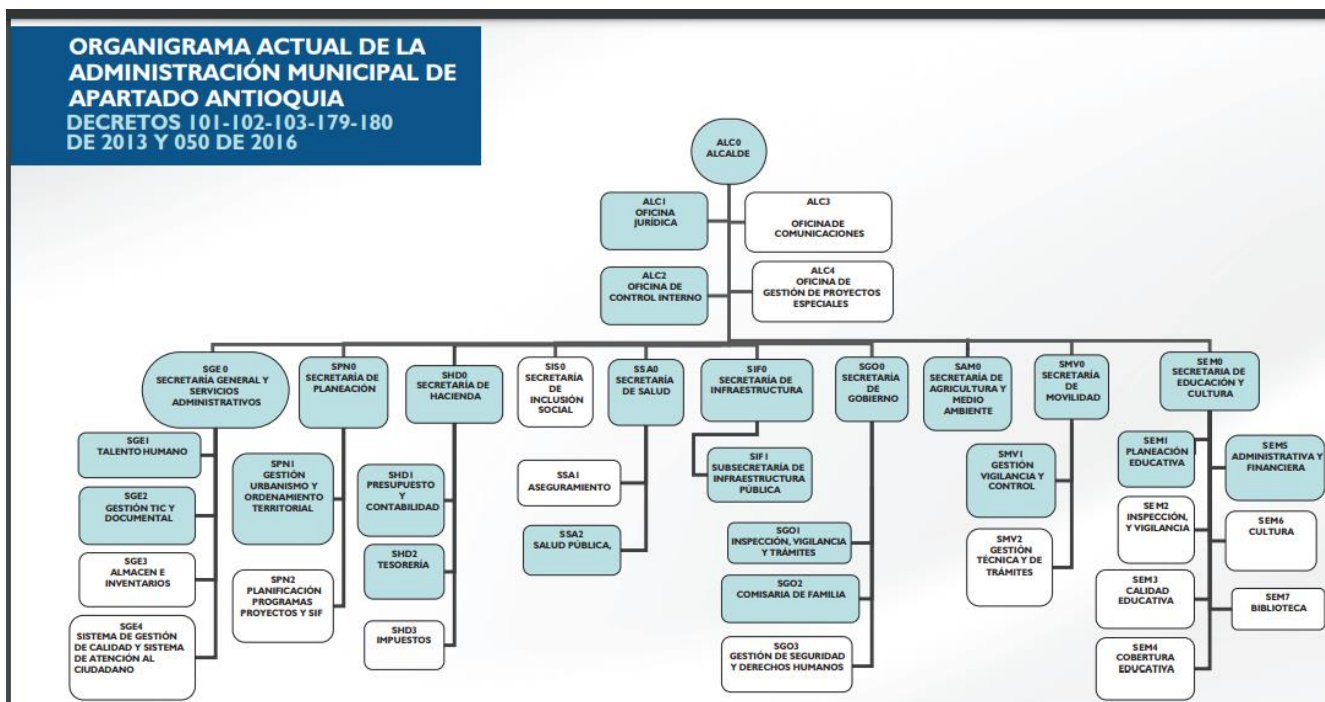 ORGANIGRAMA ACTUAL DE LA
ADMINISTRACIÓN MUNICIPAL DE
APARTADO ANTIOQUIA
DECRETOS 101-102-103-179-180
DE 2013 Y 050 DE 2016
ALC0
ALCALDE
ALC1
OFICINA
JURÍDICA
ALC3
OFICINA DE
COMUNICACIONES
ALC2
OFICINA DE
CONTROL INTERNO
ALC4
OFICINA DE
GESTIÓN DE PROYECTOS
ESPECIALES
SGE0
SECRETARÍA GENERAL Y
SERVICIOS
ADMINISTRATIVOS
SPN0
SECRETARÍA
DE PLANEACIÓN
SHD0
SECRETARÍA DE
HACIENDA
SIS0
SECRETARÍA
DE
INCLUSIÓN
SOCIAL
SSA0
SECRETARÍA
DE SALUD
SIF0
SECRETARÍA DE
INFRAESTRUCTURA
SGO0
SECRETARÍA
DE
GOBIERNO
SAM0
SECRETARÍA DE
AGRICULTURA Y
MEDIO
AMBIENTE
SMV0
SECRETARÍA
DE
MOVILIDAD
SEM0
SECRETARIA DE
EDUCACIÓN Y
CULTURA
SGE1
TALENTO HUMANO
SGE2
GESTIÓN TIC Y
DOCUMENTAL
SGE3
ALMACEN E
INVENTARIOS
SGE4
SISTEMA DE GESTIÓN
DE CALIDAD Y SISTEMA
DE ATENCIÓN AL
CIUDADANO
SPN1
GESTIÓN
URBANISMO Y
ORDENAMIENTO
TERRITORIAL
SPN2
PLANIFICACIÓN
PROGRAMAS
PROYECTOS Y SIF
SHD1
PRESUPUESTO
Y
CONTABILIDAD
SHD2
TESORERÍA
SHD3
IMPUESTOS
SSA1
ASEGURAMIENTO
SSA2
SALUD PÚBLICA,
SIF1
SUBSECRETARÍA DE
INFRAESTRUCTURA
PÚBLICA
SGO1
INSPECCIÓN, VIGILANCIA
Y TRÁMITES
SGO2
COMISARIA DE FAMILIA
SGO3
GESTIÓN DE SEGURIDAD
Y DERECHOS HUMANOS
SMV1
GESTIÓN
VIGILANCIA Y
CONTROL
SMV2
GESTIÓN
TÉCNICA Y DE
TRÁMITES
SEM1
PLANEACIÓN
EDUCATIVA
SEM2
INSPECCIÓN,
Y VIGILANCIA
SEM3
CALIDAD
EDUCATIVA
SEM4
COBERTURA
EDUCATIVA
SEM5
ADMINISTRATIVA Y
FINANCIERA
SEM6
CULTURA
SEM7
BIBLIOTECA